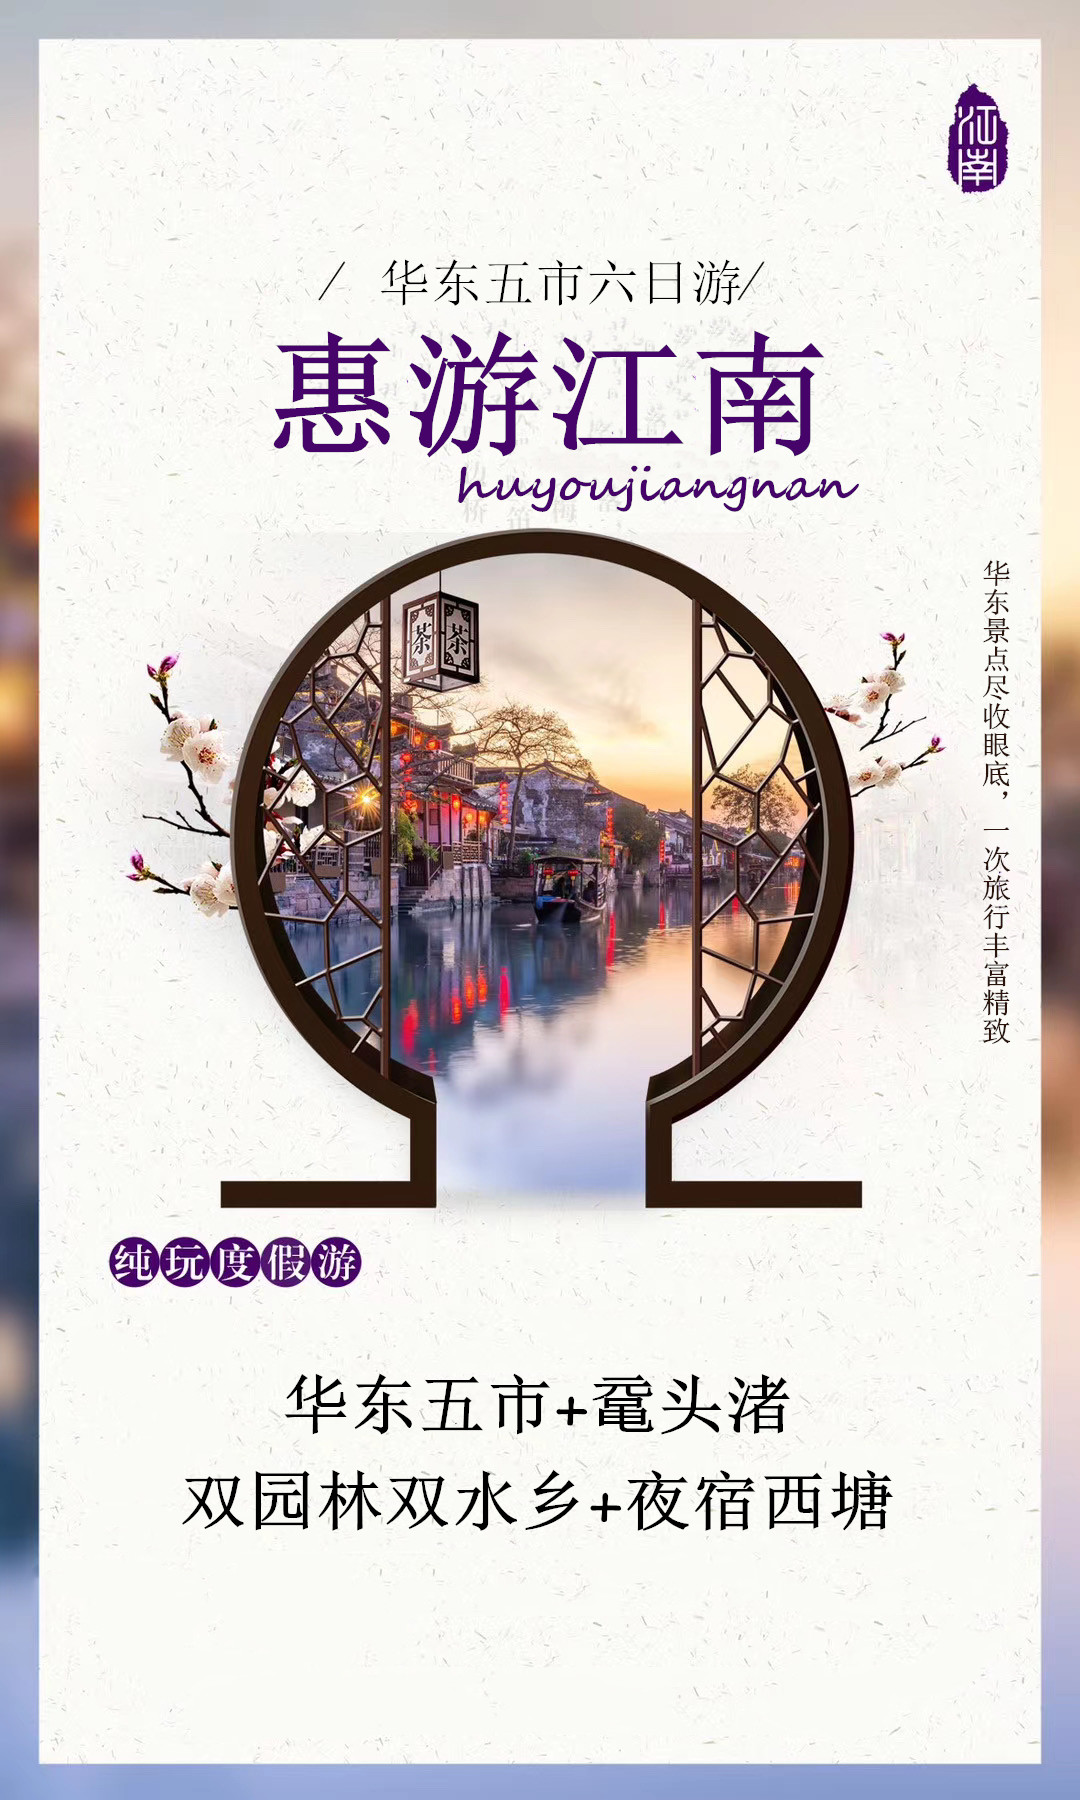 江南
/ 华东五市六日游/
惠游江南
huyoujiangnan
茶 茶
华东景点尽收眼底，一次旅行丰富精致
纯玩度假游
华东五市+鼋头渚
双园林双水乡+夜宿西塘